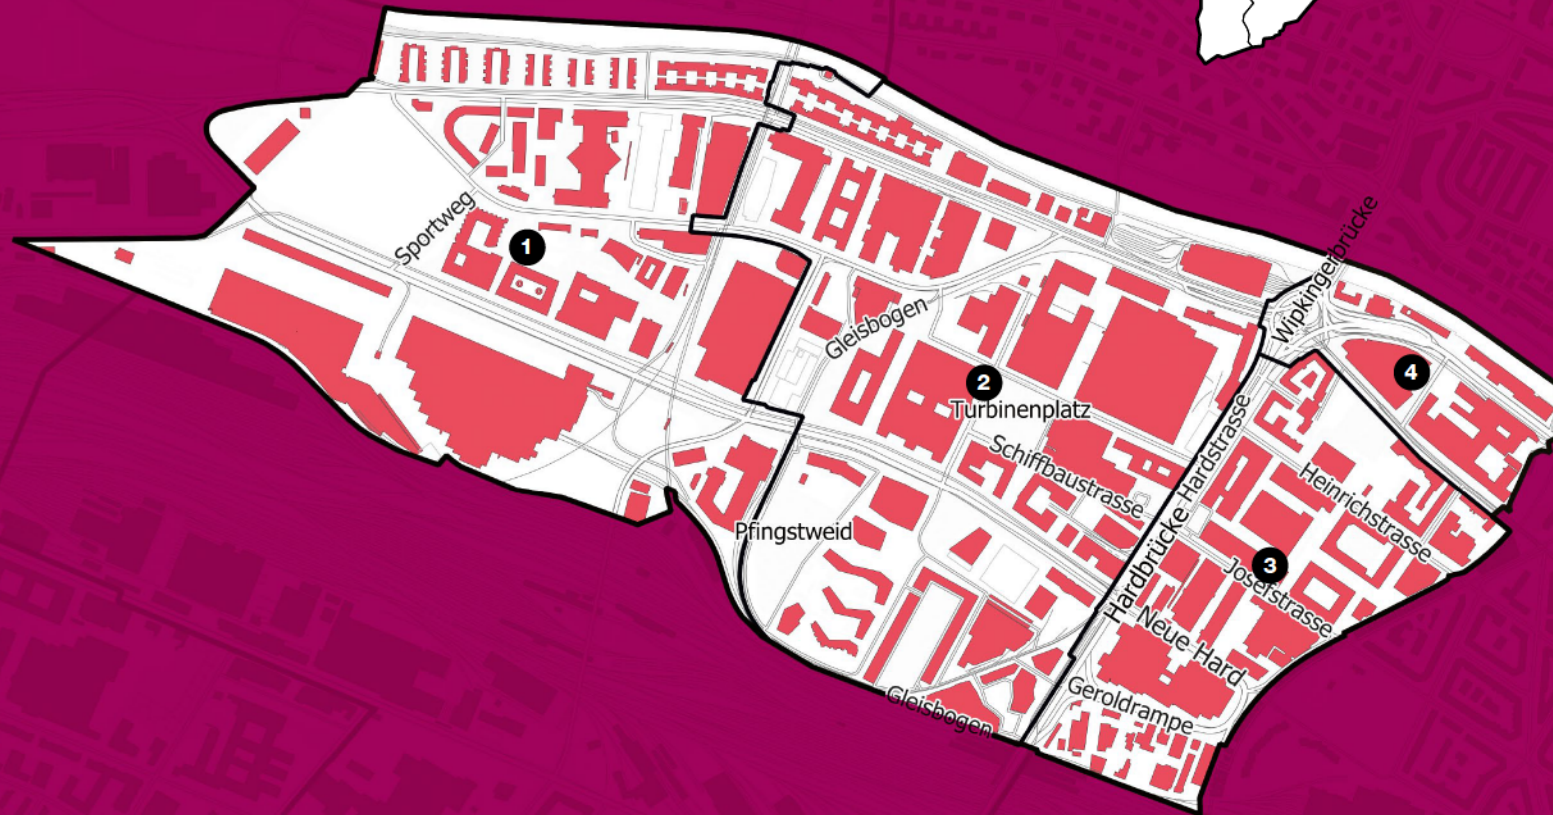 Sportweg
1
Wipkingerbrücke
Gleisbogen
2
Turbinenplatz
4
Schiffbaustrasse
Hardstrasse
Heinrichstrasse
Pfingstweid
Hardbrücke
3
Josefstrasse
Neue Hard
Geroldrampe
Gleisbogen